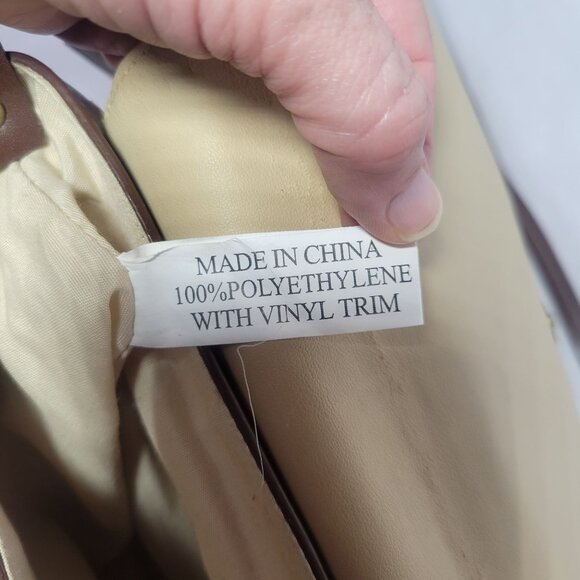 MADE IN CHINA
100%POLYETHYLENE
WITH VINYL TRIM